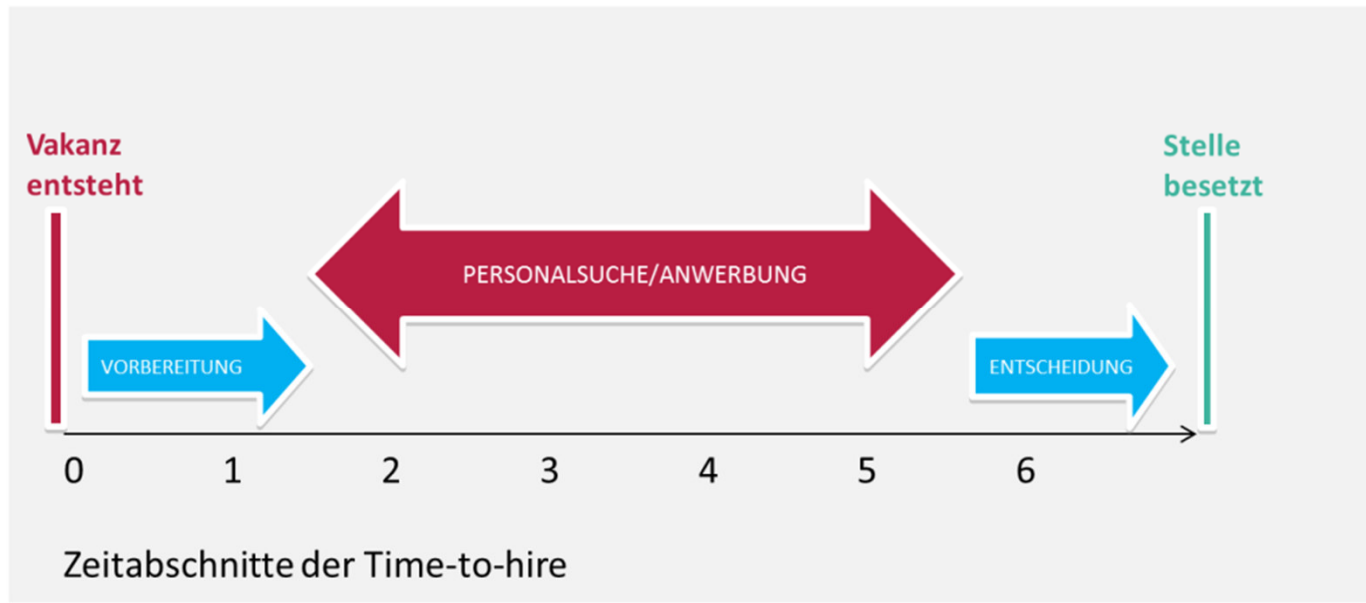 Vakanz
entsteht
Stelle
besetzt
PERSONALSUCHE/ANWERBUNG
VORBEREITUNG
ENTSCHEIDUNG
0 1 2 3 4 5 6
Zeitabschnitte der Time-to-hire